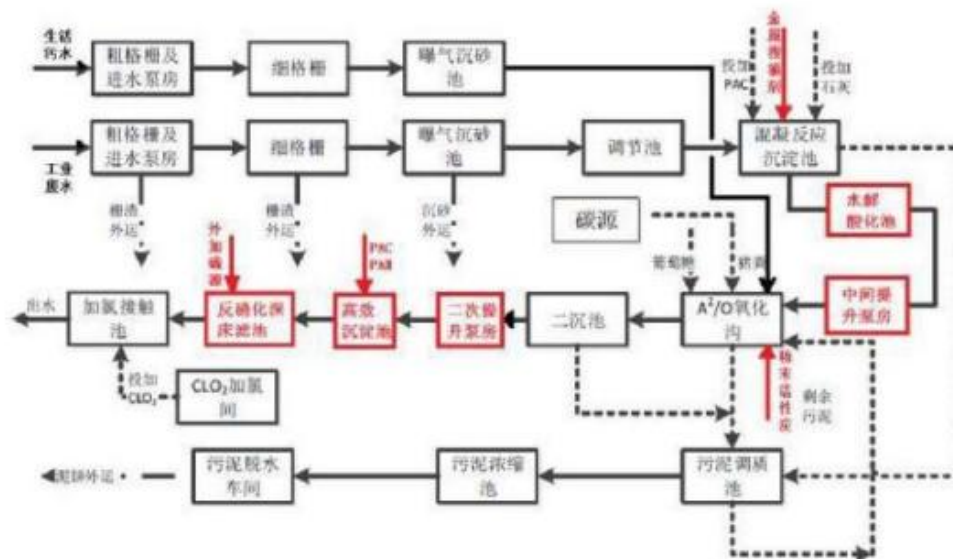 生活
污水
粗格栅及
进水泵房
细格栅
曝气沉砂
池
投加
PAC
投加
石灰
工业
废水
粗格栅及
进水泵房
细格栅
曝气沉砂
池
调节池
混凝反应
沉淀池
栅渣
外运
栅渣
外运
沉砂
外运
碳源
水解
酸化池
外加
碳源
PAC
葡萄糖
出水
加氯接触
池
反硝化深
床滤池
高效
沉淀池
二次提
升泵房
二沉池
A²/O氧化
沟
中间提
升泵房
投加
CLO₂
CLO₂加氯
间
粉末活性炭
剩余
污泥
泥饼外运
污泥脱水
车间
污泥浓缩
池
污泥调质
池